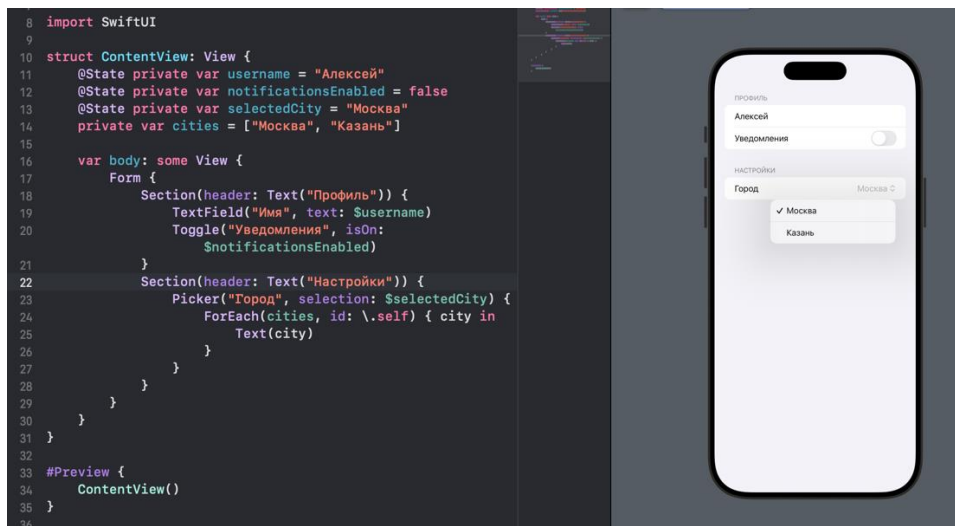 8 import SwiftUI
9
10 struct ContentView: View {
11 @State private var username = "Алексей"
12 @State private var notificationsEnabled = false
13 @State private var selectedCity = "Москва"
14 private var cities = ["Москва", "Казань"]
15
16 var body: some View {
17 Form {
18 Section(header: Text("Профиль")) {
19 TextField("Имя", text: $username)
20 Toggle("Уведомления", isOn:
$notificationsEnabled)
21 }
22 Section(header: Text("Настройки")) {
23 Picker("Город", selection: $selectedCity) {
24 ForEach(cities, id: \.self) { city in
25 Text(city)
26 }
27 }
28 }
29 }
30 }
31 }
32
33 #Preview {
34 ContentView()
35 }
36
ПРОФИЛЬ
Алексей
Уведомления
НАСТРОЙКИ
Город Москва
✓ Москва
Казань